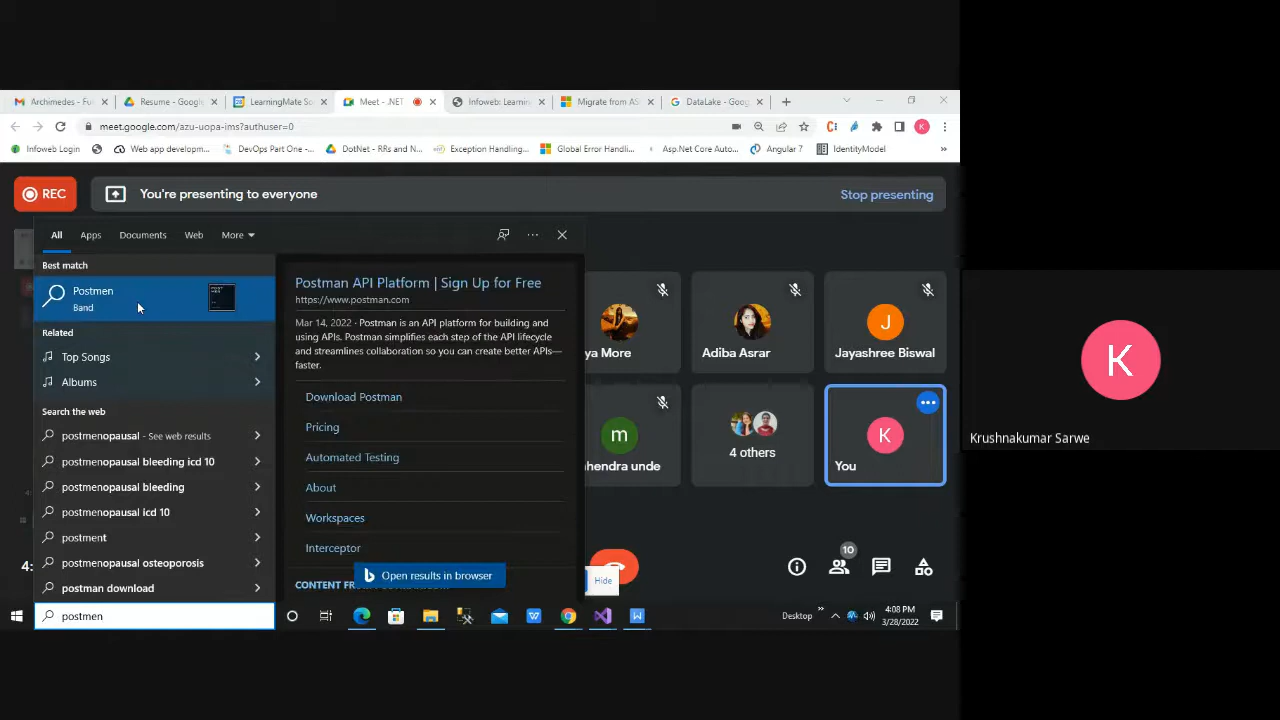 Archimedes - Fu
Resume - Google
LearningMate So
Meet - .NET
Infoweb: Learnin
Migrate from AS
DataLake - Goog
meet.google.com/azu-uopa-ims?authuser=0
K
Infoweb Login
Web app developm...
DevOps Part One -...
DotNet - RRs and N...
Exception Handling...
Global Error Handli...
Asp.Net Core Auto...
Angular 7
IdentityModel
»
REC
You're presenting to everyone
Stop presenting
All
Apps
Documents
Web
More
Best match
Postmen
Band
Related
Top Songs
Albums
Search the web
postmenopausal - See web results
postmenopausal bleeding icd 10
postmenopausal bleeding
postmenopausal icd 10
postment
postmenopausal osteoporosis
postman download
postmen
Postman API Platform | Sign Up for Free
https://www.postman.com
Mar 14, 2022 · Postman is an API platform for building and
using APIs. Postman simplifies each step of the API lifecycle
and streamlines collaboration so you can create better APIs—
faster.
Download Postman
Pricing
Automated Testing
About
Workspaces
Interceptor
CONTENT
Open results in browser
Hide
ya More
Adiba Asrar
J
Jayashree Biswal
m
hendra unde
4 others
K
You
10
4:
Desktop
»
4:08 PM
3/28/2022
K
Krushnakumar Sarwe